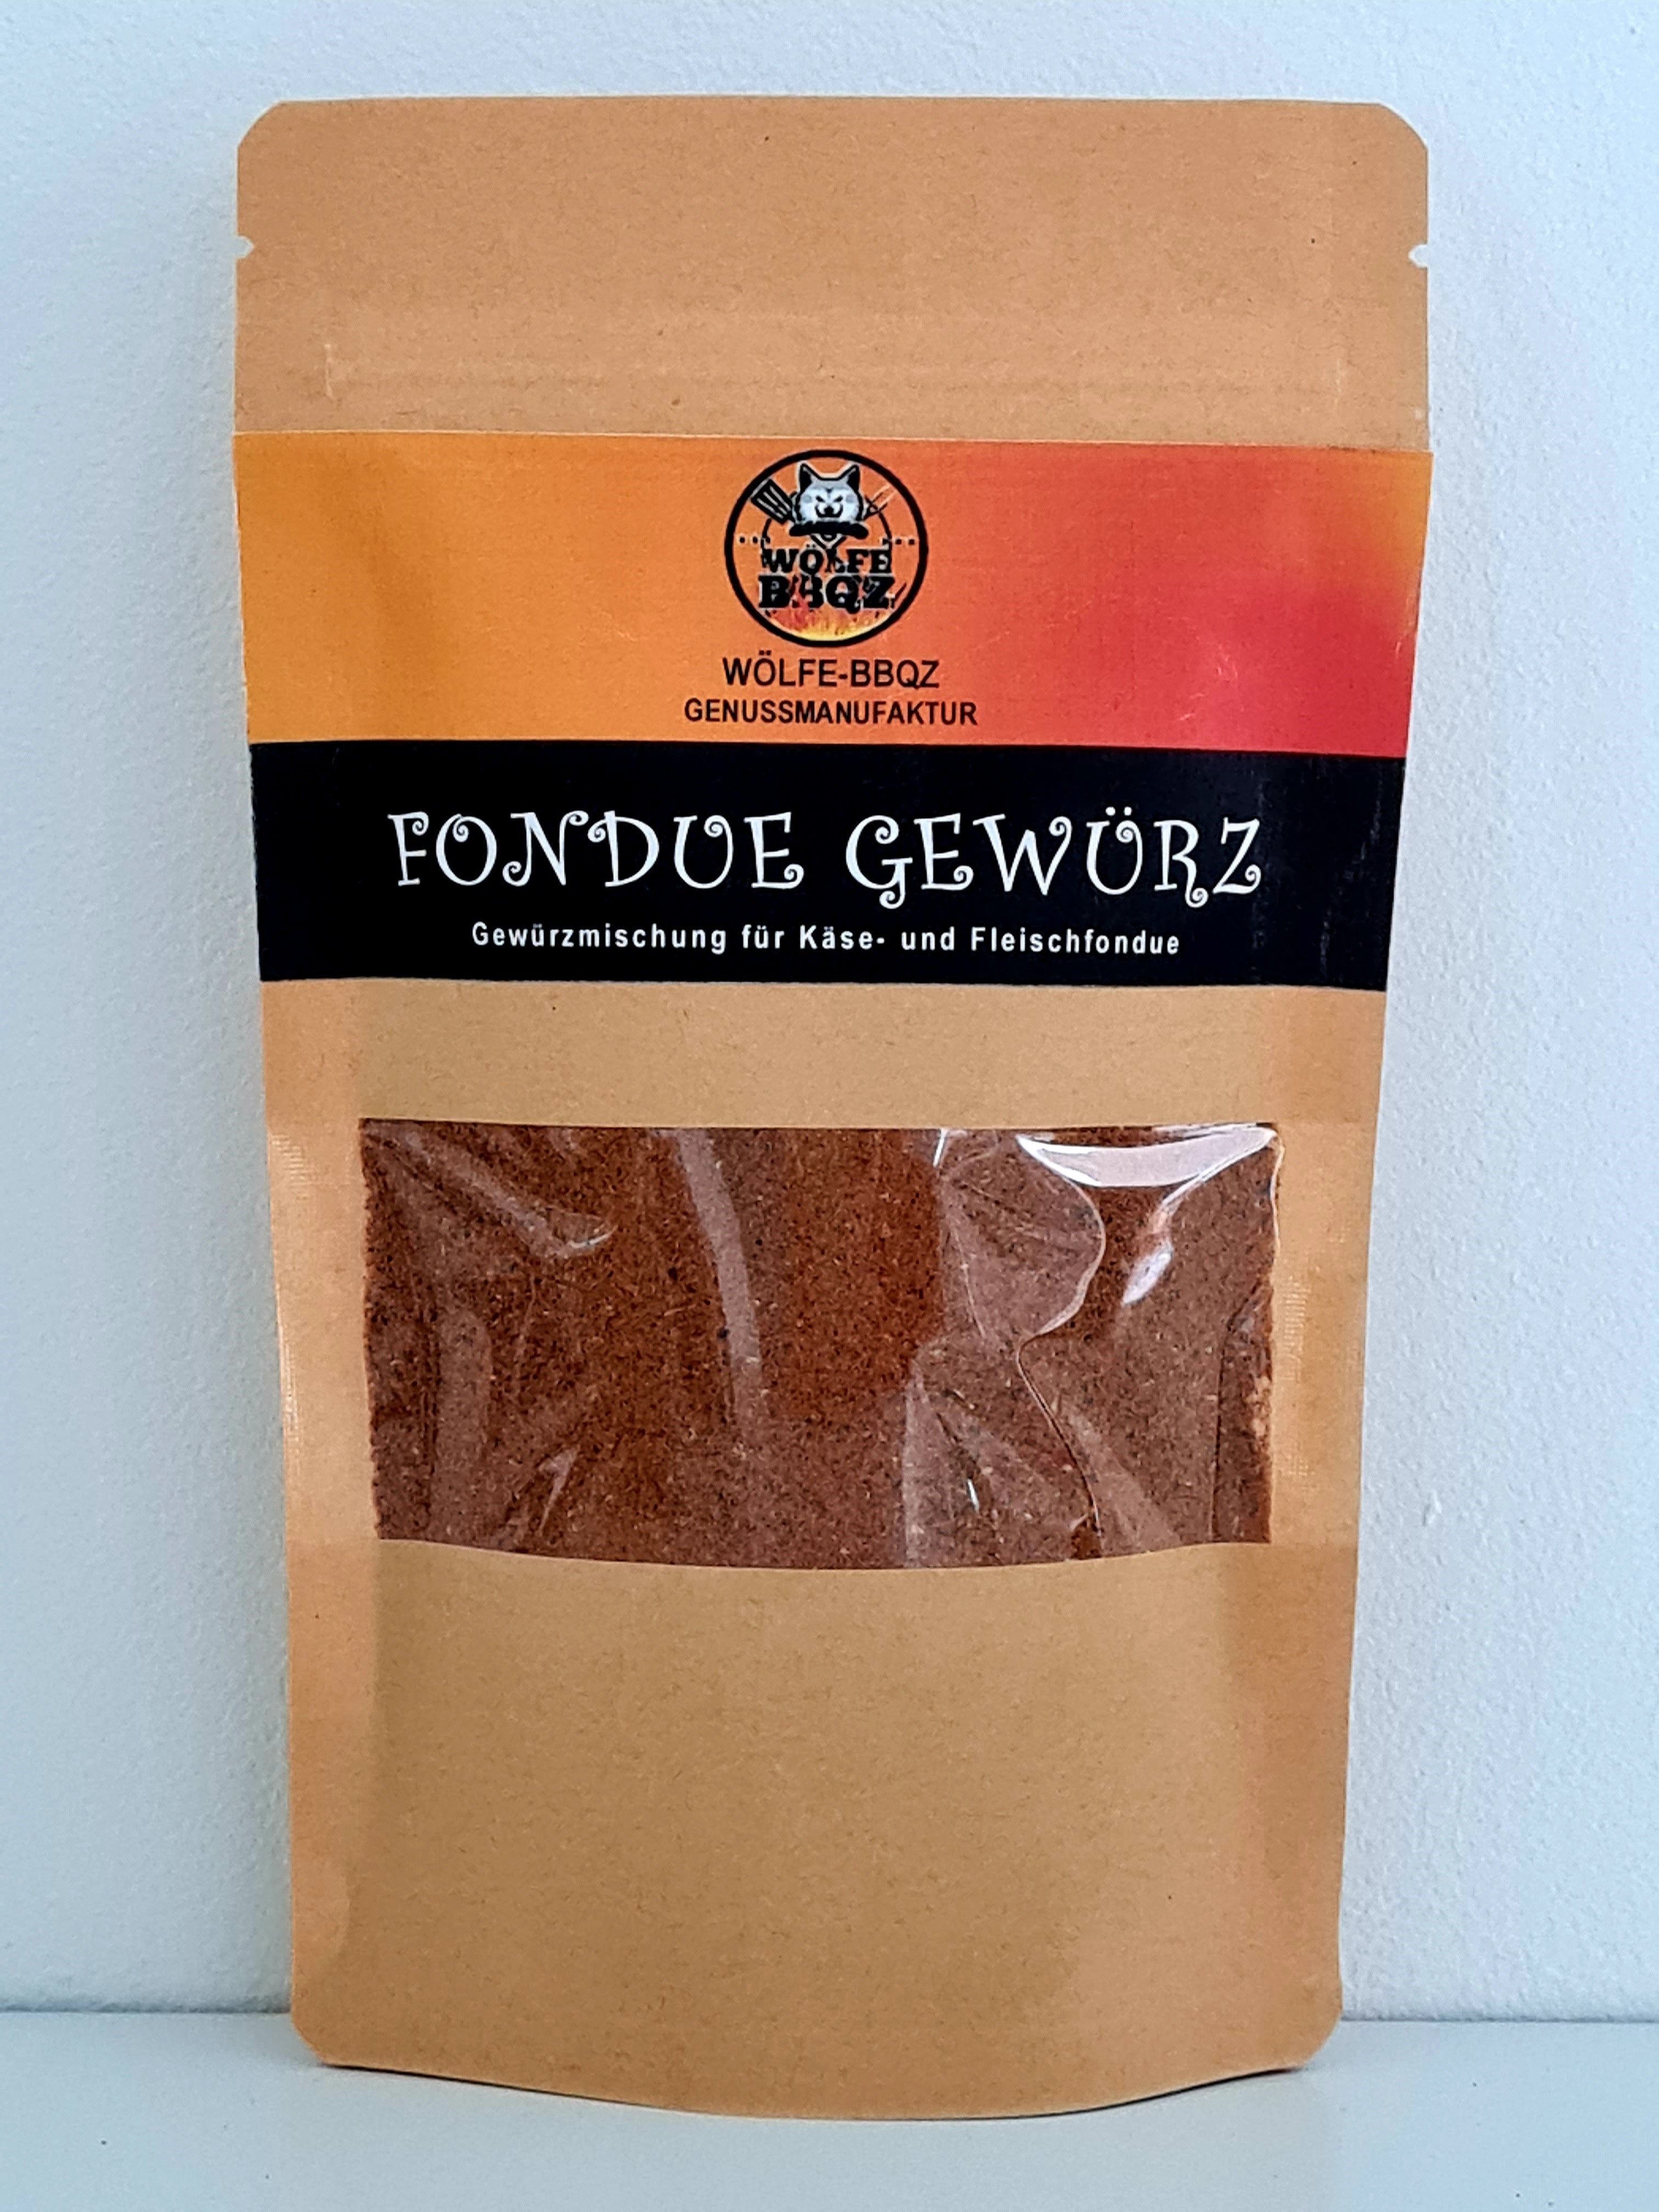 WÖLFE
BBQZ
WÖLFE-BBQZ
GENUSSMANUFAKTUR
FONDUE GEWÜRZ
Gewürzmischung für Käse- und Fleischfondue